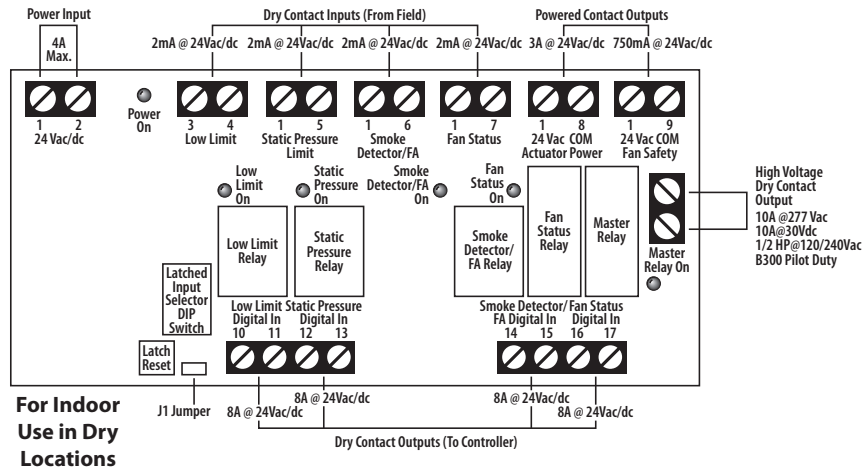 Power Input
Dry Contact Inputs (From Field)
Powered Contact Outputs
4A
Max.
2mA @ 24Vac/dc
2mA @ 24Vac/dc
2mA @ 24Vac/dc
2mA @ 24Vac/dc
3A @ 24Vac/dc
750mA @ 24Vac/dc
Power
On
1 2
24 Vac/dc
3 4
Low Limit
1 5
Static Pressure
Limit
1 6
Smoke
Detector/FA
1 7
Fan Status
1 8
24 Vac COM
Actuator Power
1 9
24 Vac COM
Fan Safety
Low
Limit
On
Static
Pressure
On
Smoke
Detector/FA
On
Fan
Status
On
High Voltage
Dry Contact
Output
10A @277 Vac
10A@30Vdc
1/2 HP@120/240Vac
B300 Pilot Duty
Low Limit
Relay
Static
Pressure
Relay
Smoke
Detector/
FA Relay
Fan
Status
Relay
Master
Relay
Master
Relay On
Latched
Input
Selector
DIP
Switch
Low Limit
Digital In
10 11
Static Pressure
Digital In
12 13
Smoke Detector/
FA Digital In
14 15
Fan Status
Digital In
16 17
Latch
Reset
J1 Jumper
8A @ 24Vac/dc
8A @ 24Vac/dc
8A @ 24Vac/dc
8A @ 24Vac/dc
Dry Contact Outputs (To Controller)
For Indoor
Use in Dry
Locations